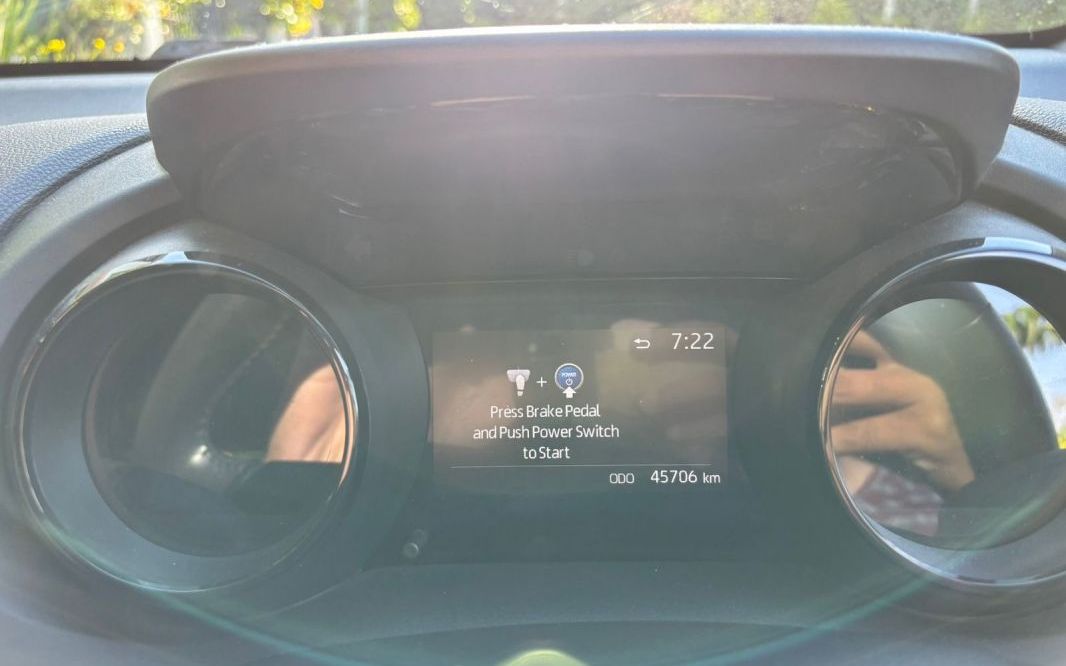 7:22
POWER
+
Press Brake Pedal
and Push Power Switch
to Start
ODO 45706 km